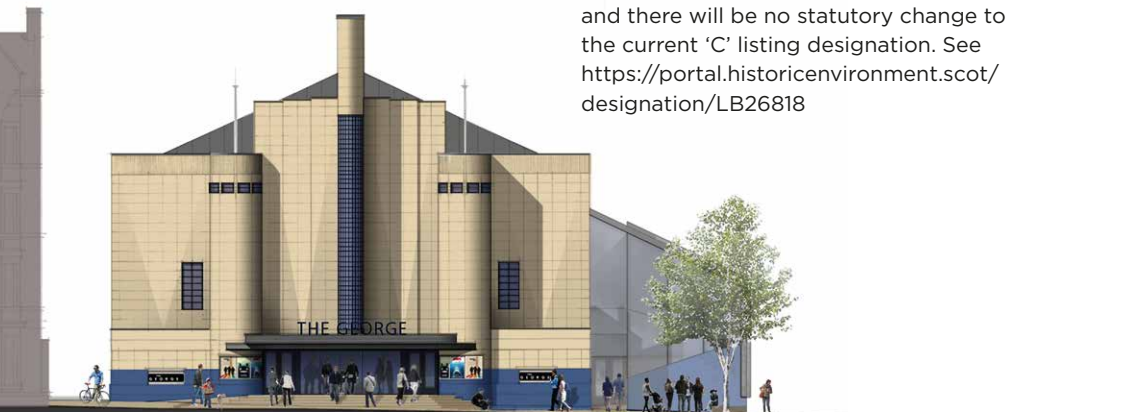 and there will be no statutory change to
the current ‘C’ listing designation. See
https://portal.historicenvironment.scot/
designation/LB26818
THE GEORGE